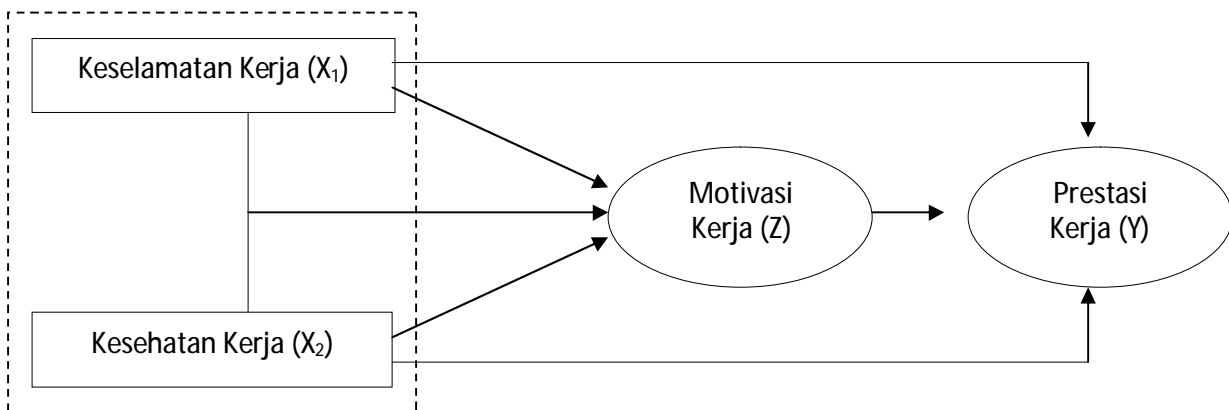 Keselamatan Kerja (X₁)
Motivasi
Kerja (Z)
Prestasi
Kerja (Y)
Kesehatan Kerja (X₂)